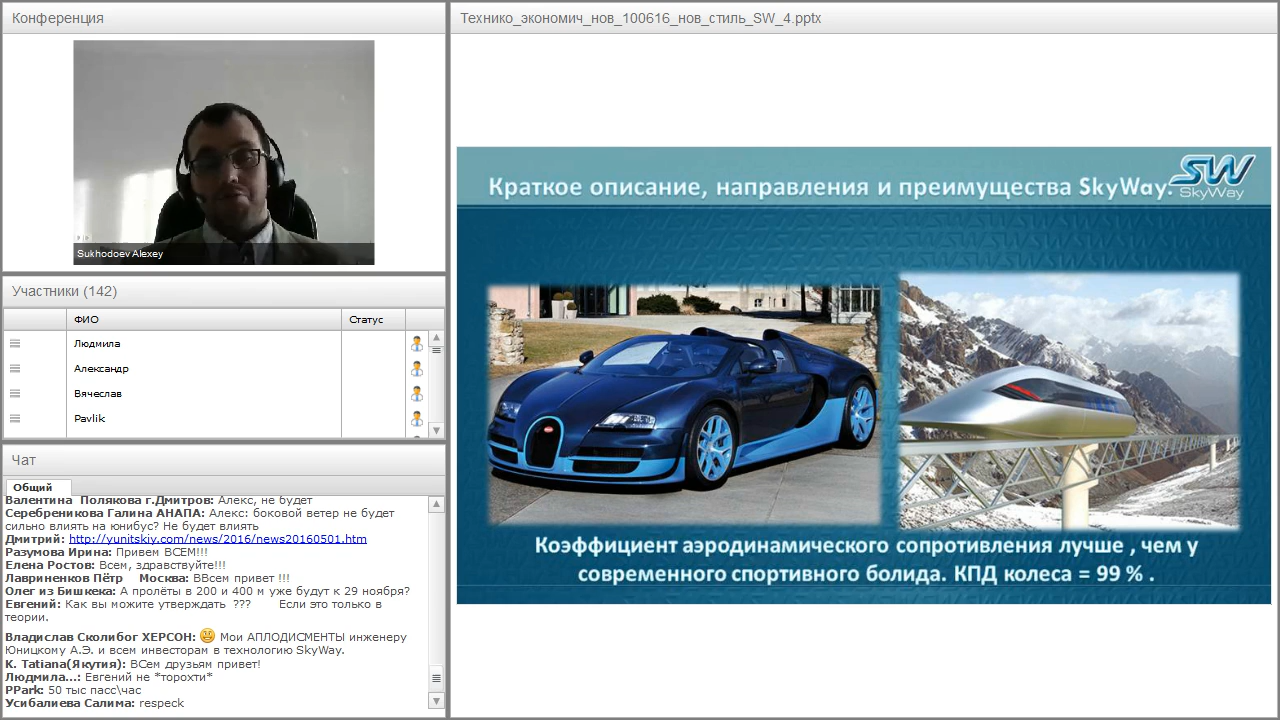 Конференция
Sukhodoev Alexey
Участники (142)
ФИО
Статус
Людмила
Александр
Вячеслав
Pavlik
Чат
Общий
Валентина Полякова г.Дмитров: Алекс, не будет
Серебреникова Галина АНАПА: Алекс: боковой ветер не будет
сильно влиять на юнибус? Не будет влиять
Дмитрий: http://yunitskiy.com/news/2016/news20160501.htm
Разумова Ирина: Привем ВСЕМ!!!
Елена Ростов: Всем, здравствуйте!!!
Лавриненков Пётр Москва: ВВсем привет !!!
Олег из Бишкека: А пролёты в 200 и 400 м уже будут к 29 ноября?
Евгений: Как вы можите утверждать ??? Если это только в
теории.
Владислав Сколибог ХЕРСОН: Мои АПЛОДИСМЕНТЫ инженеру
Юницкому А.Э. и всем инвесторам в технологию SkyWay.
K. Tatiana(Якутия): ВСем друзьям привет!
Людмила...: Евгений не *торохти*
PPark: 50 тыс пасс\час
Усибалиева Салима: respeck
Технико_экономич_нов_100616_нов_стиль_SW_4.pptx
Краткое описание, направления и преимущества SkyWay.
SW
SkyWay
Коэффициент аэродинамического сопротивления лучше , чем у
современного спортивного болида. КПД колеса = 99 % .